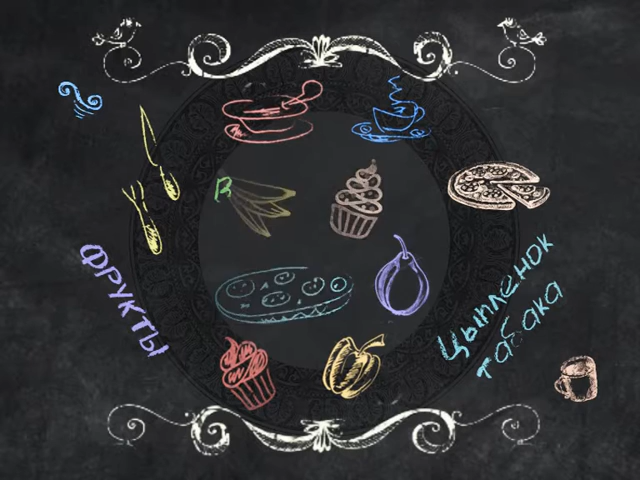 В
ФРУКТЫ
Цыпленок
табака